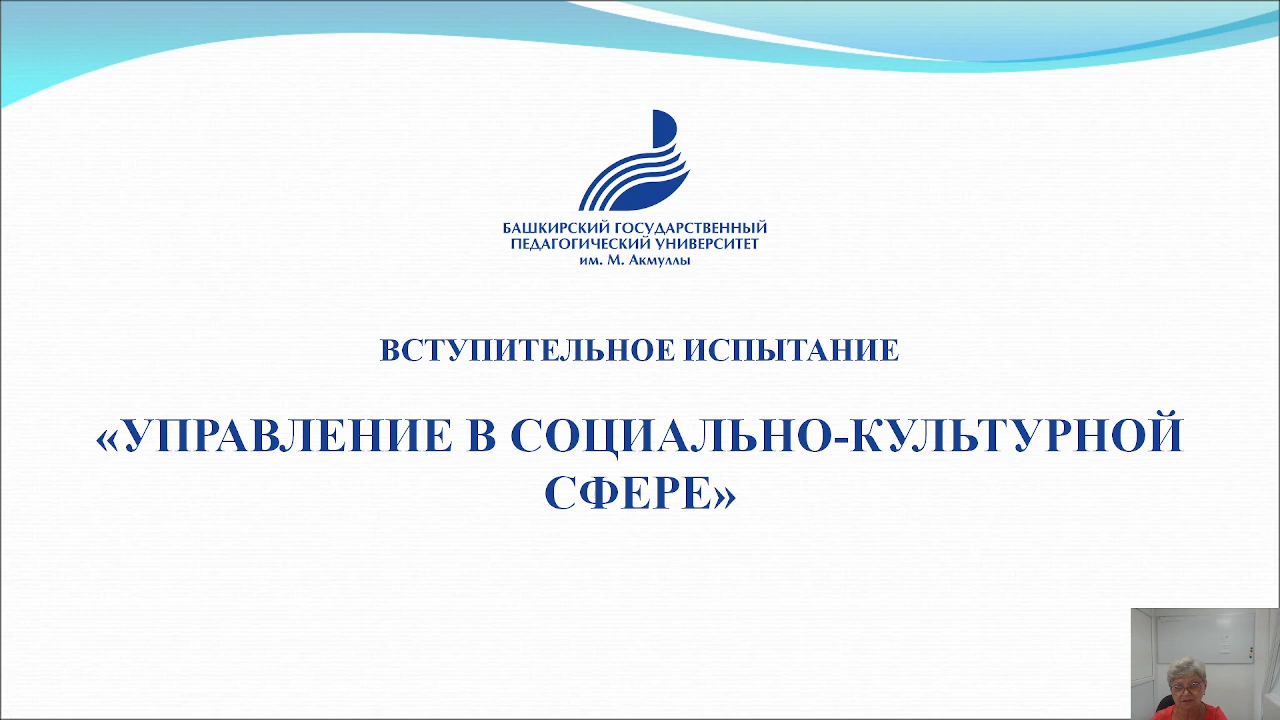 БАШКИРСКИЙ ГОСУДАРСТВЕННЫЙ
ПЕДАГОГИЧЕСКИЙ УНИВЕРСИТЕТ
им. М. Акмуллы
ВСТУПИТЕЛЬНОЕ ИСПЫТАНИЕ
«УПРАВЛЕНИЕ В СОЦИАЛЬНО-КУЛЬТУРНОЙ
СФЕРЕ»